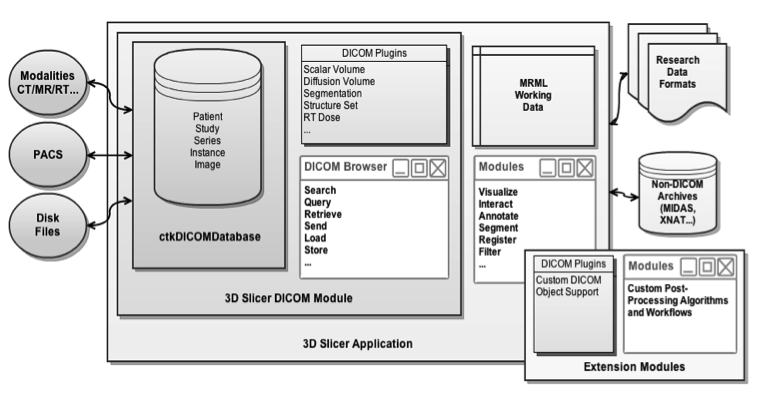 Modalities
CT/MR/RT...
PACS
Disk
Files
Patient
Study
Series
Instance
Image
ctkDICOMDatabase
DICOM Plugins
Scalar Volume
Diffusion Volume
Segmentation
Structure Set
RT Dose
...
DICOM Browser
Search
Query
Retrieve
Send
Load
Store
...
3D Slicer DICOM Module
MRML
Working
Data
Modules
Visualize
Interact
Annotate
Segment
Register
Filter
...
3D Slicer Application
Research
Data
Formats
Non-DICOM
Archives
(MIDAS,
XNAT...)
DICOM Plugins
Custom DICOM
Object Support
Modules
Custom Post-
Processing Algorithms
and Workflows
Extension Modules